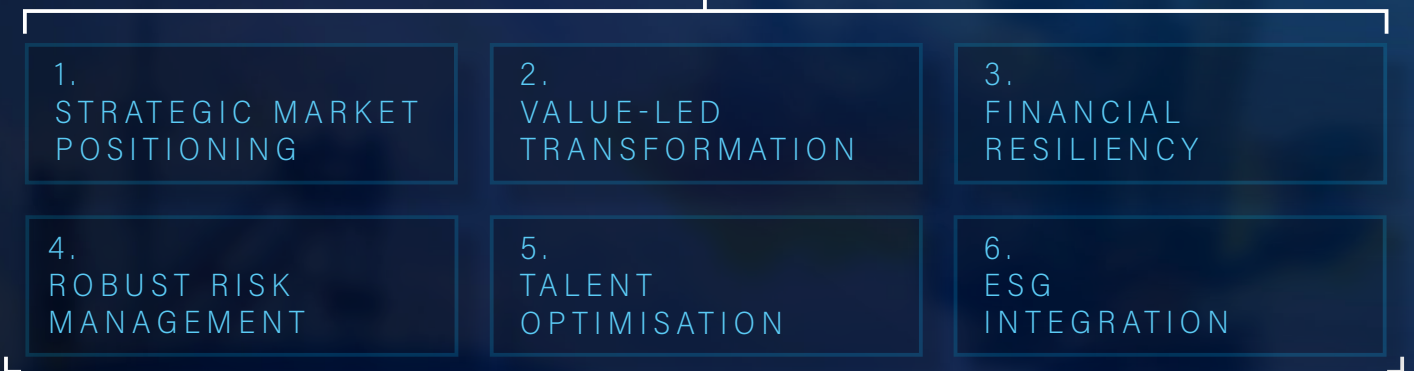 1.
STRATEGIC MARKET
POSITIONING
2.
VALUE-LED
TRANSFORMATION
3.
FINANCIAL
RESILIENCY
4.
ROBUST RISK
MANAGEMENT
5.
TALENT
OPTIMISATION
6.
ESG
INTEGRATION